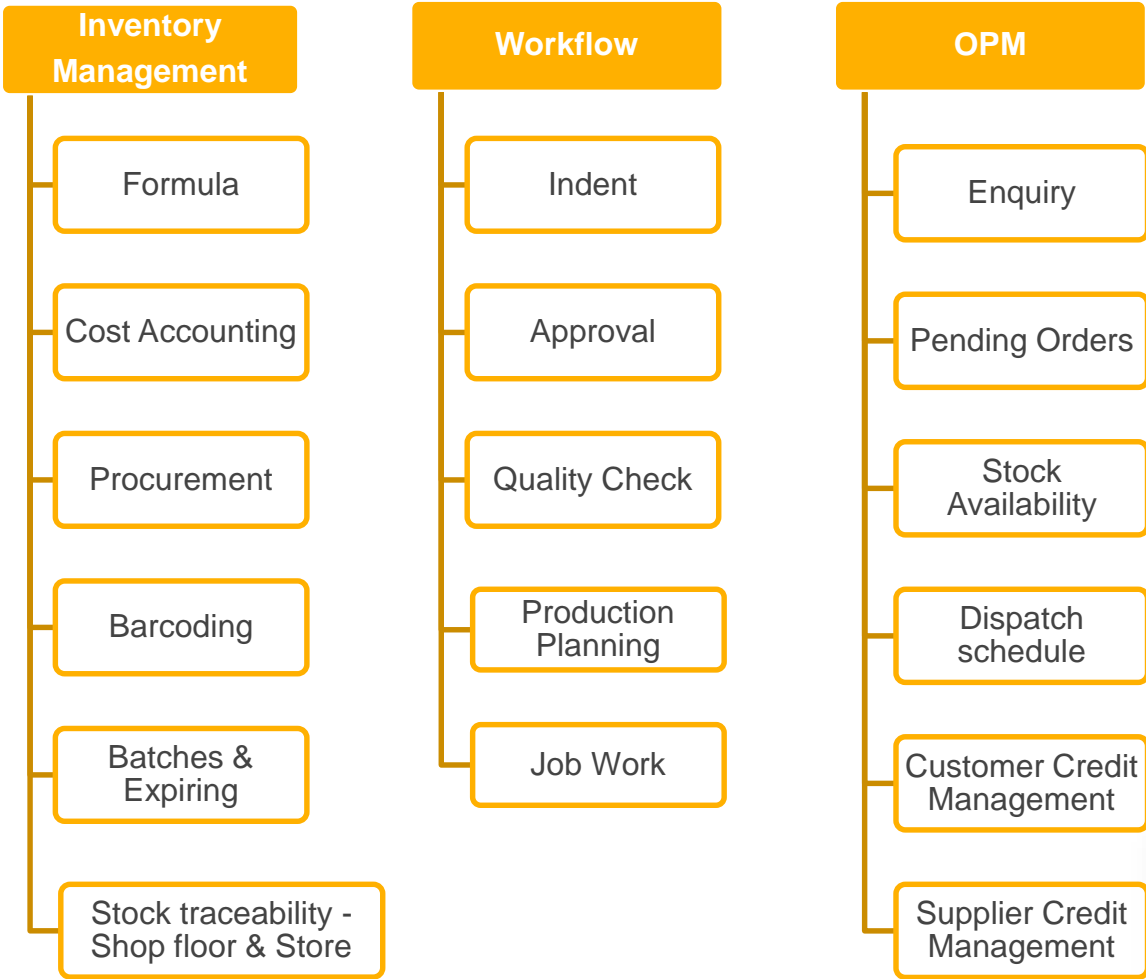 Inventory
Management
Formula
Cost Accounting
Procurement
Barcoding
Batches &
Expiring
Stock traceability -
Shop floor & Store
Workflow
Indent
Approval
Quality Check
Production
Planning
Job Work
OPM
Enquiry
Pending Orders
Stock
Availability
Dispatch
schedule
Customer Credit
Management
Supplier Credit
Management